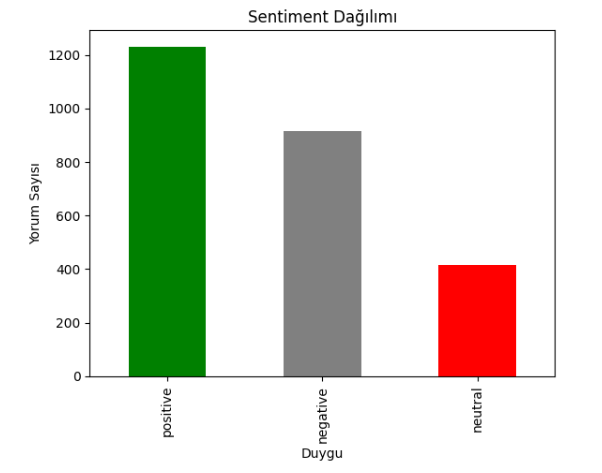 Sentiment Dağılımı
Yorum Sayısı
1200
1000
800
600
400
200
0
positive
negative
neutral
Duygu